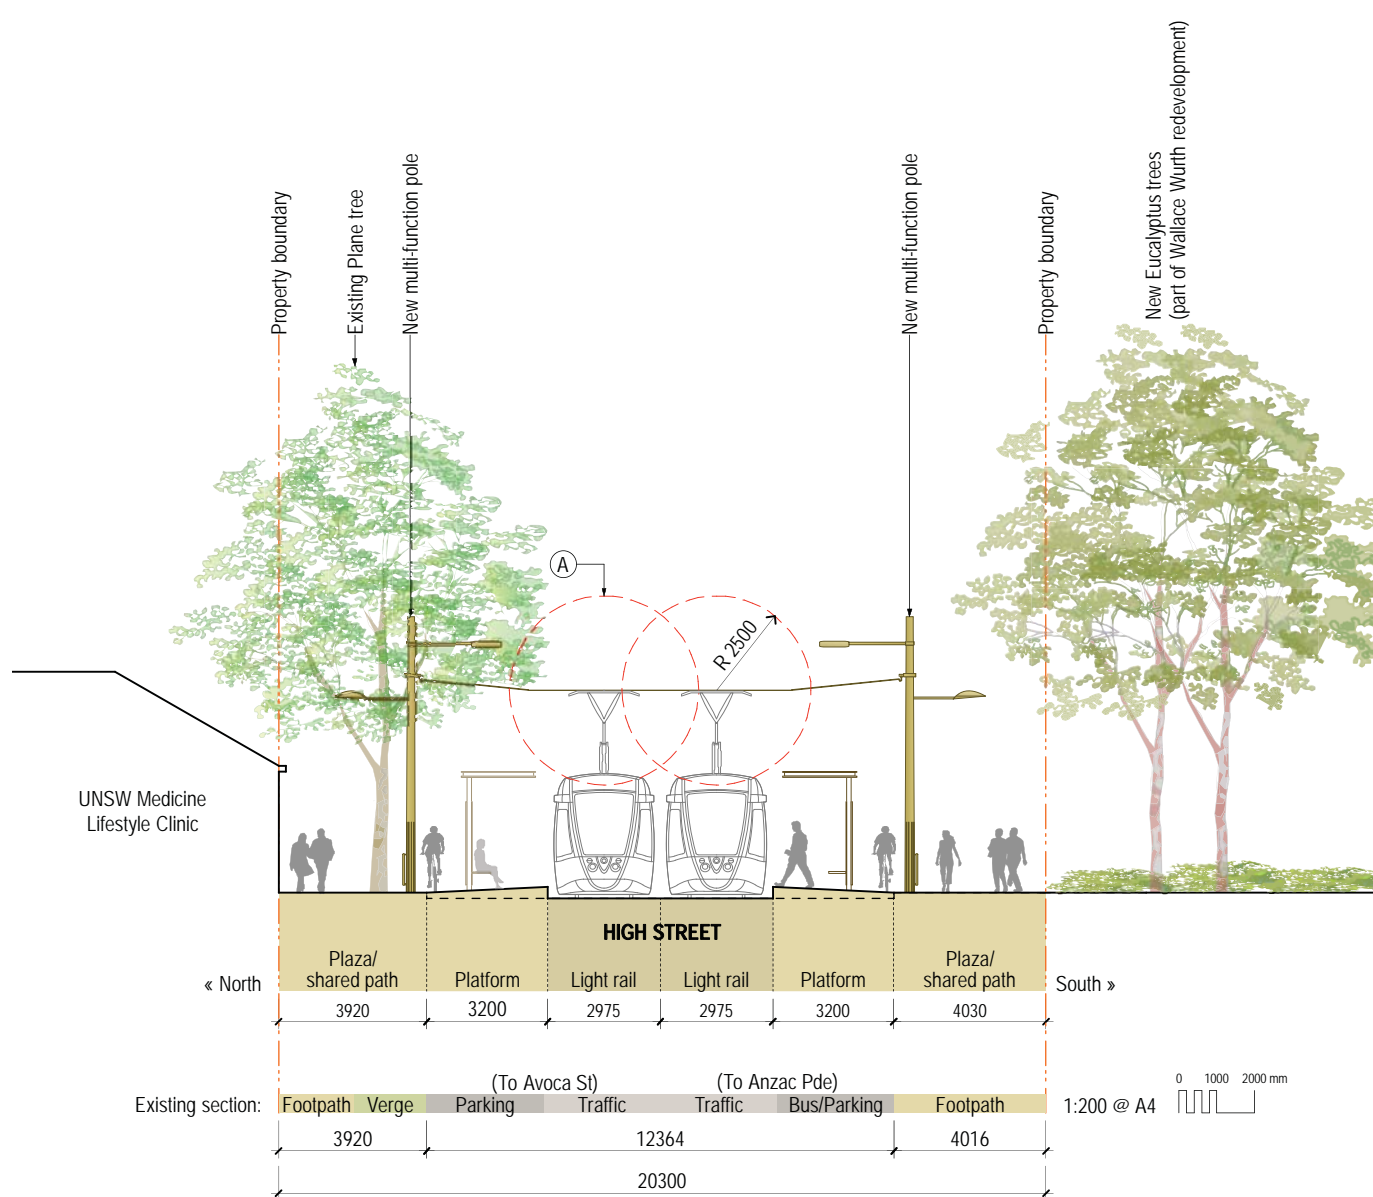 Property boundary
Existing Plane tree
New multi-function pole
New multi-function pole
Property boundary
New Eucalyptus trees
(part of Wallace Wurth redevelopment)
A
R 2500
UNSW Medicine
Lifestyle Clinic
HIGH STREET
« North
Plaza/
shared path
Platform
Light rail
Light rail
Platform
Plaza/
shared path
South »
3920
3200
2975
2975
3200
4030
(To Avoca St)
(To Anzac Pde)
Existing section:
Footpath
Verge
Parking
Traffic
Traffic
Bus/Parking
Footpath
1:200 @ A4
0 1000 2000 mm
3920
12364
4016
20300